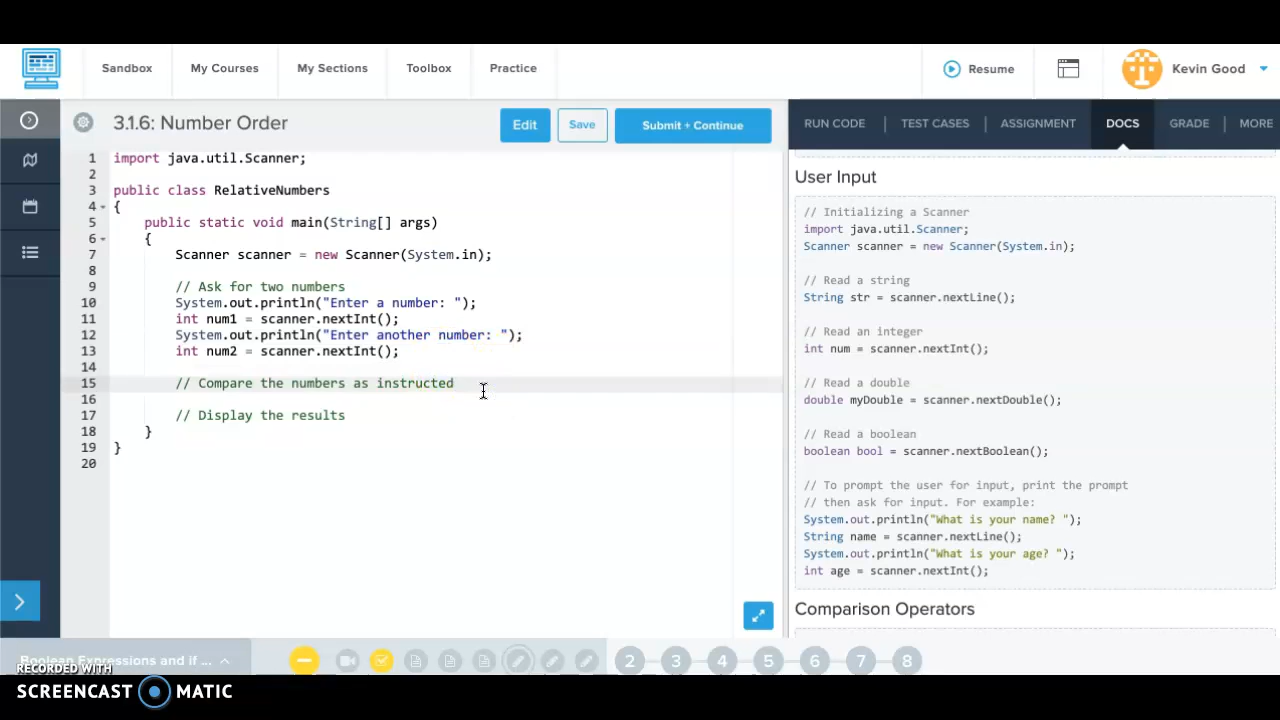 Sandbox
My Courses
My Sections
Toolbox
Practice
Resume
Kevin Good
3.1.6: Number Order
Edit
Save
Submit + Continue
RUN CODE
TEST CASES
ASSIGNMENT
DOCS
GRADE
MORE
1 import java.util.Scanner;
2
3 public class RelativeNumbers
4 {
5 public static void main(String[] args)
6 {
7 Scanner scanner = new Scanner(System.in);
8
9 // Ask for two numbers
10 System.out.println("Enter a number: ");
11 int num1 = scanner.nextInt();
12 System.out.println("Enter another number: ");
13 int num2 = scanner.nextInt();
14
15 // Compare the numbers as instructed
16
17 // Display the results
18 }
19 }
20
User Input
// Initializing a Scanner
import java.util.Scanner;
Scanner scanner = new Scanner(System.in);
// Read a string
String str = scanner.nextLine();
// Read an integer
int num = scanner.nextInt();
// Read a double
double myDouble = scanner.nextDouble();
// Read a boolean
boolean bool = scanner.nextBoolean();
// To prompt the user for input, print the prompt
// then ask for input. For example:
System.out.println("What is your name? ");
String name = scanner.nextLine();
System.out.println("What is your age? ");
int age = scanner.nextInt();
Comparison Operators
Boolean Expressions and if ...
2 3 4 5 6 7 8
RECORDED WITH
SCREENCAST MATIC